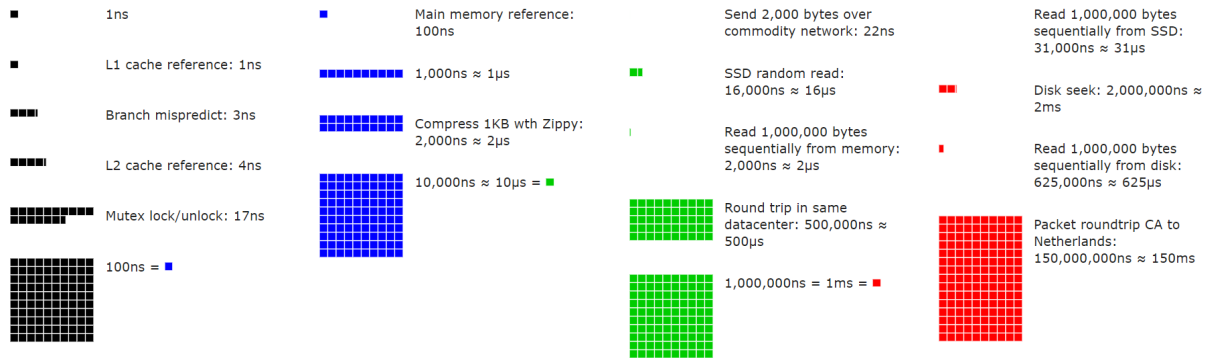 1ns
L1 cache reference: 1ns
Branch mispredict: 3ns
L2 cache reference: 4ns
Mutex lock/unlock: 17ns
100ns =
Main memory reference:
100ns
1,000ns ≈ 1μs
Compress 1KB wth Zippy:
2,000ns ≈ 2μs
10,000ns ≈ 10μs =
Send 2,000 bytes over
commodity network: 22ns
SSD random read:
16,000ns ≈ 16μs
Read 1,000,000 bytes
sequentially from memory:
2,000ns ≈ 2μs
Round trip in same
datacenter: 500,000ns ≈
500μs
1,000,000ns = 1ms =
Read 1,000,000 bytes
sequentially from SSD:
31,000ns ≈ 31μs
Disk seek: 2,000,000ns ≈
2ms
Read 1,000,000 bytes
sequentially from disk:
625,000ns ≈ 625μs
Packet roundtrip CA to
Netherlands:
150,000,000ns ≈ 150ms